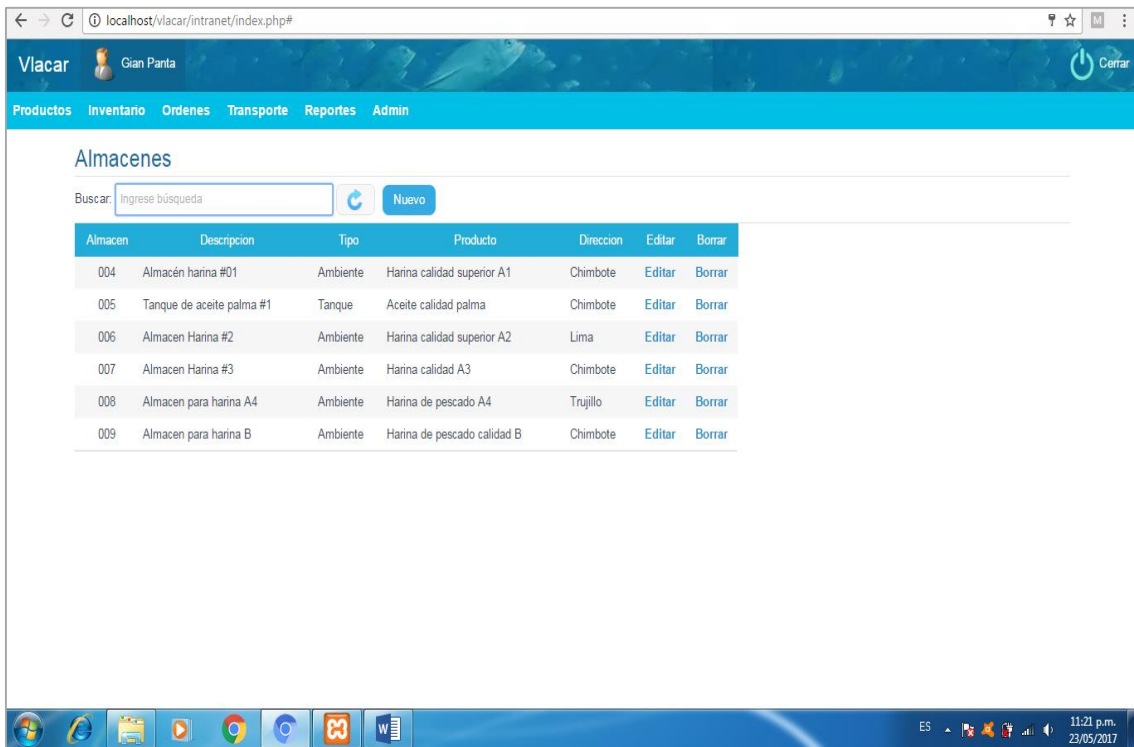 localhost/vlacar/intranet/index.php#
M
Vlacar Gian Panta Cerrar
Productos Inventario Ordenes Transporte Reportes Admin
Almacenes
Buscar: Ingrese búsqueda Nuevo
Almacen Descripcion Tipo Producto Direccion Editar Borrar
004 Almacén harina #01 Ambiente Harina calidad superior A1 Chimbote Editar Borrar
005 Tanque de aceite palma #1 Tanque Aceite calidad palma Chimbote Editar Borrar
006 Almacen Harina #2 Ambiente Harina calidad superior A2 Lima Editar Borrar
007 Almacen Harina #3 Ambiente Harina calidad A3 Chimbote Editar Borrar
008 Almacen para harina A4 Ambiente Harina de pescado A4 Trujillo Editar Borrar
009 Almacen para harina B Ambiente Harina de pescado calidad B Chimbote Editar Borrar
ES 11:21 p.m.
23/05/2017